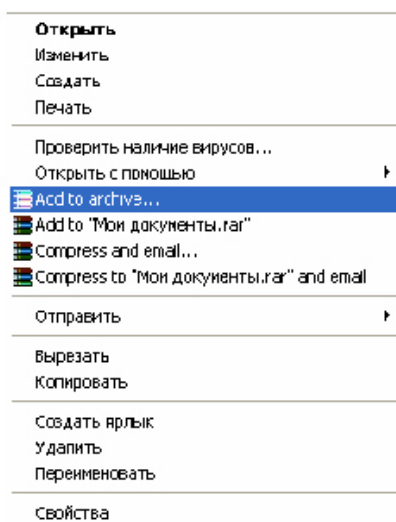 Открыть
Изменить
Создать
Печать
Проверить наличие вирусов...
Открыть с помощью
Add to archive...
Add to "Мои документы.rar"
Compress and email...
Compress to "Мои документы.rar" and email
Отправить
Вырезать
Копировать
Создать ярлык
Удалить
Переименовать
Свойства